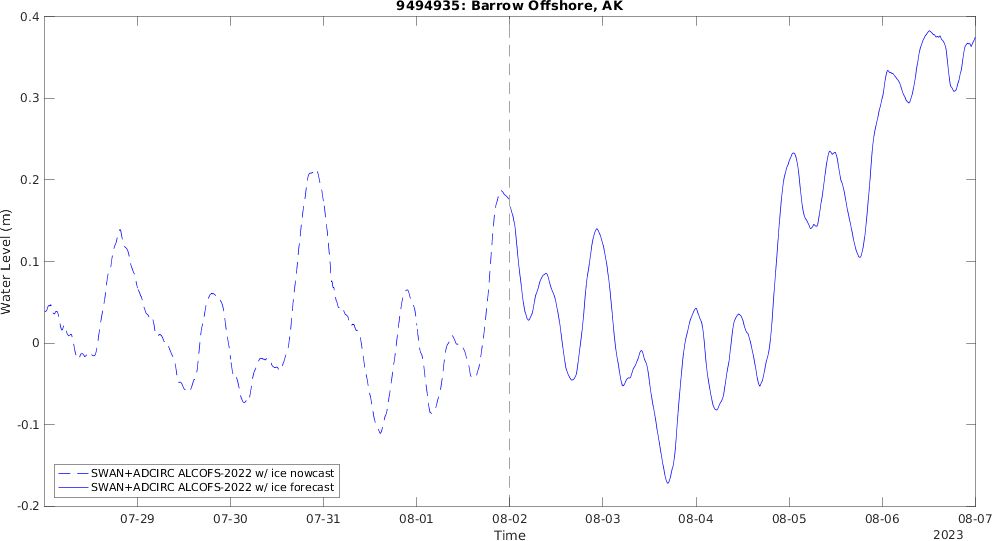 9494935: Barrow Offshore, AK
Water Level (m)
0.4
0.3
0.2
0.1
0
-0.1
-0.2
SWAN+ADCIRC ALCOFS-2022 w/ ice nowcast
SWAN+ADCIRC ALCOFS-2022 w/ ice forecast
07-29 07-30 07-31 08-01 08-02 08-03 08-04 08-05 08-06 08-07
Time
2023